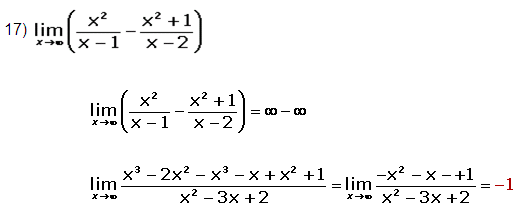 17) lim x→∞ (x²/(x − 1) − (x² + 1)/(x − 2))
lim x→∞ (x²/(x − 1) − (x² + 1)/(x − 2)) = ∞ − ∞
lim x→∞ (x³ − 2x² − x³ − x + x² + 1)/(x² − 3x + 2) = lim x→∞ (−x² − x −+1)/(x² − 3x + 2) = −1